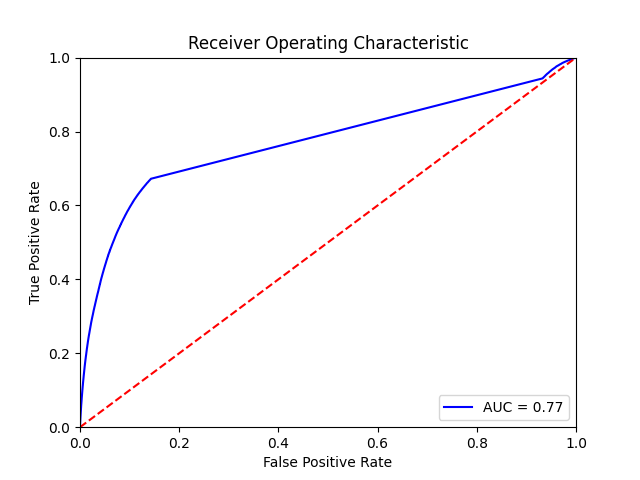 Receiver Operating Characteristic
1.0
0.8
0.6
0.4
0.2
0.0
True Positive Rate
AUC = 0.77
0.0 0.2 0.4 0.6 0.8 1.0
False Positive Rate